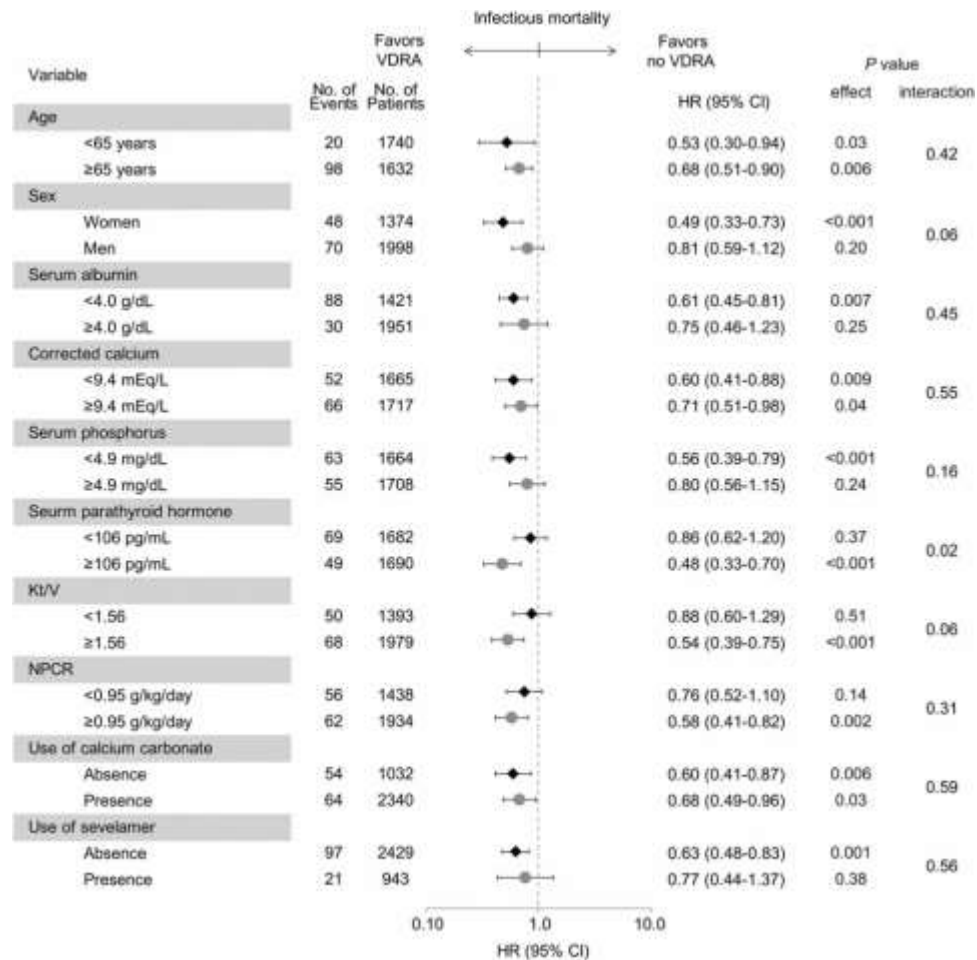 Infectious mortality
Favors VDRA
Favors no VDRA
Variable
P value
No. of Events
No. of Patients
HR (95% CI)
effect
interaction
Age
<65 years 20 1740 0.53 (0.30-0.94) 0.03
0.42
≥65 years 98 1632 0.68 (0.51-0.90) 0.006
Sex
Women 48 1374 0.49 (0.33-0.73) <0.001
0.06
Men 70 1998 0.81 (0.59-1.12) 0.20
Serum albumin
<4.0 g/dL 88 1421 0.61 (0.45-0.81) 0.007
0.45
≥4.0 g/dL 30 1951 0.75 (0.46-1.23) 0.25
Corrected calcium
<9.4 mEq/L 52 1665 0.60 (0.41-0.88) 0.009
0.55
≥9.4 mEq/L 66 1717 0.71 (0.51-0.98) 0.04
Serum phosphorus
<4.9 mg/dL 63 1664 0.56 (0.39-0.79) <0.001
0.16
≥4.9 mg/dL 55 1708 0.80 (0.56-1.15) 0.24
Seurm parathyroid hormone
<106 pg/mL 69 1682 0.86 (0.62-1.20) 0.37
0.02
≥106 pg/mL 49 1690 0.48 (0.33-0.70) <0.001
Kt/V
<1.56 50 1393 0.88 (0.60-1.29) 0.51
0.06
≥1.56 68 1979 0.54 (0.39-0.75) <0.001
NPCR
<0.95 g/kg/day 56 1438 0.76 (0.52-1.10) 0.14
0.31
≥0.95 g/kg/day 62 1934 0.58 (0.41-0.82) 0.002
Use of calcium carbonate
Absence 54 1032 0.60 (0.41-0.87) 0.006
0.59
Presence 64 2340 0.68 (0.49-0.96) 0.03
Use of sevelamer
Absence 97 2429 0.63 (0.48-0.83) 0.001
0.56
Presence 21 943 0.77 (0.44-1.37) 0.38
0.10 1.0 10.0
HR (95% CI)